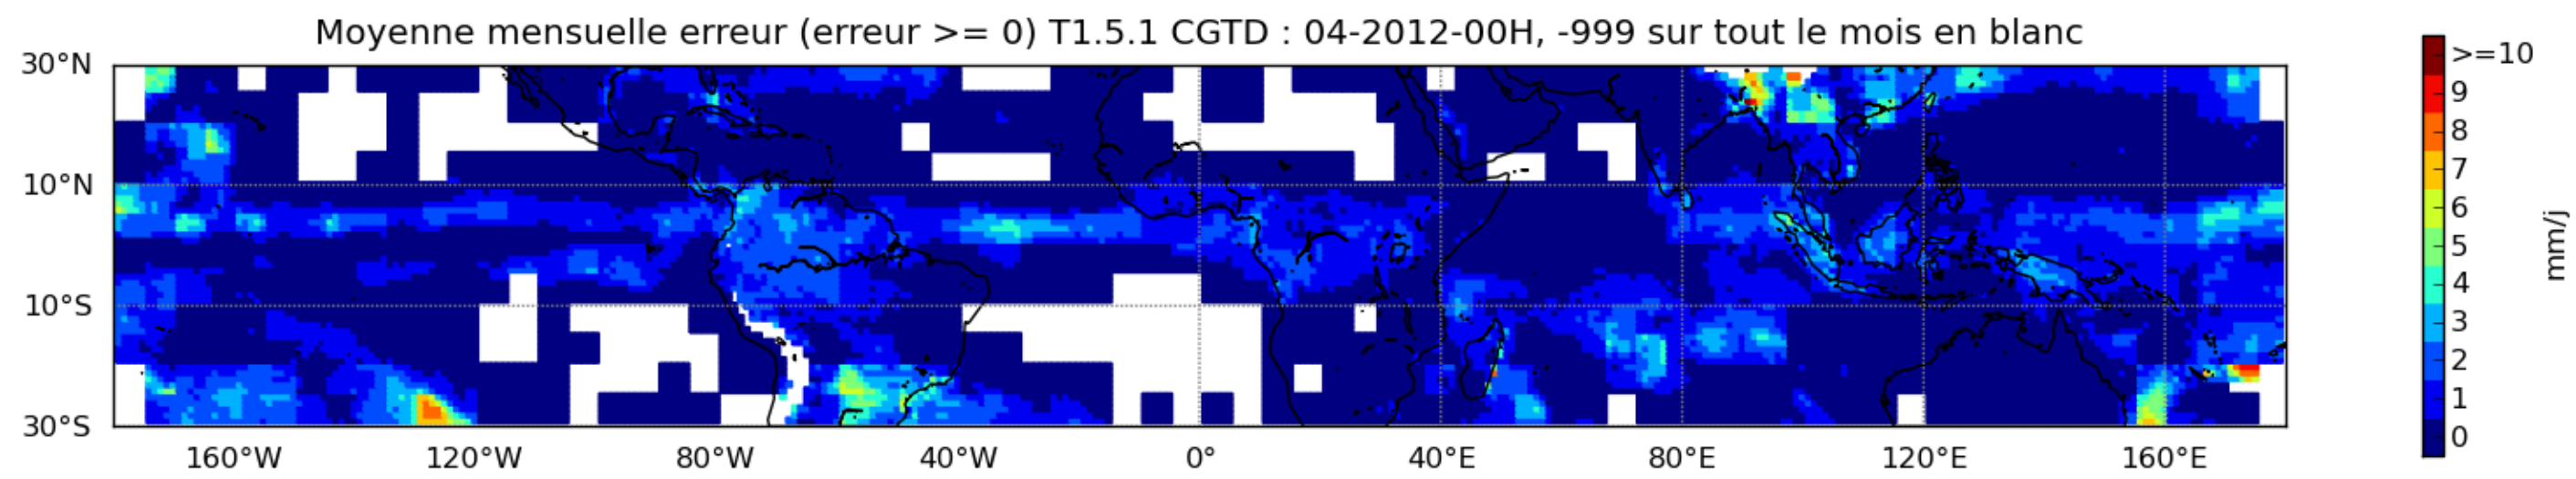 Moyenne mensuelle erreur (erreur >= 0) T1.5.1 CGTD : 04-2012-00H, -999 sur tout le mois en blanc
30°N
10°N
10°S
30°S
160°W 120°W 80°W 40°W 0° 40°E 80°E 120°E 160°E
>=10
9
8
7
6
5
4
3
2
1
0
mm/j